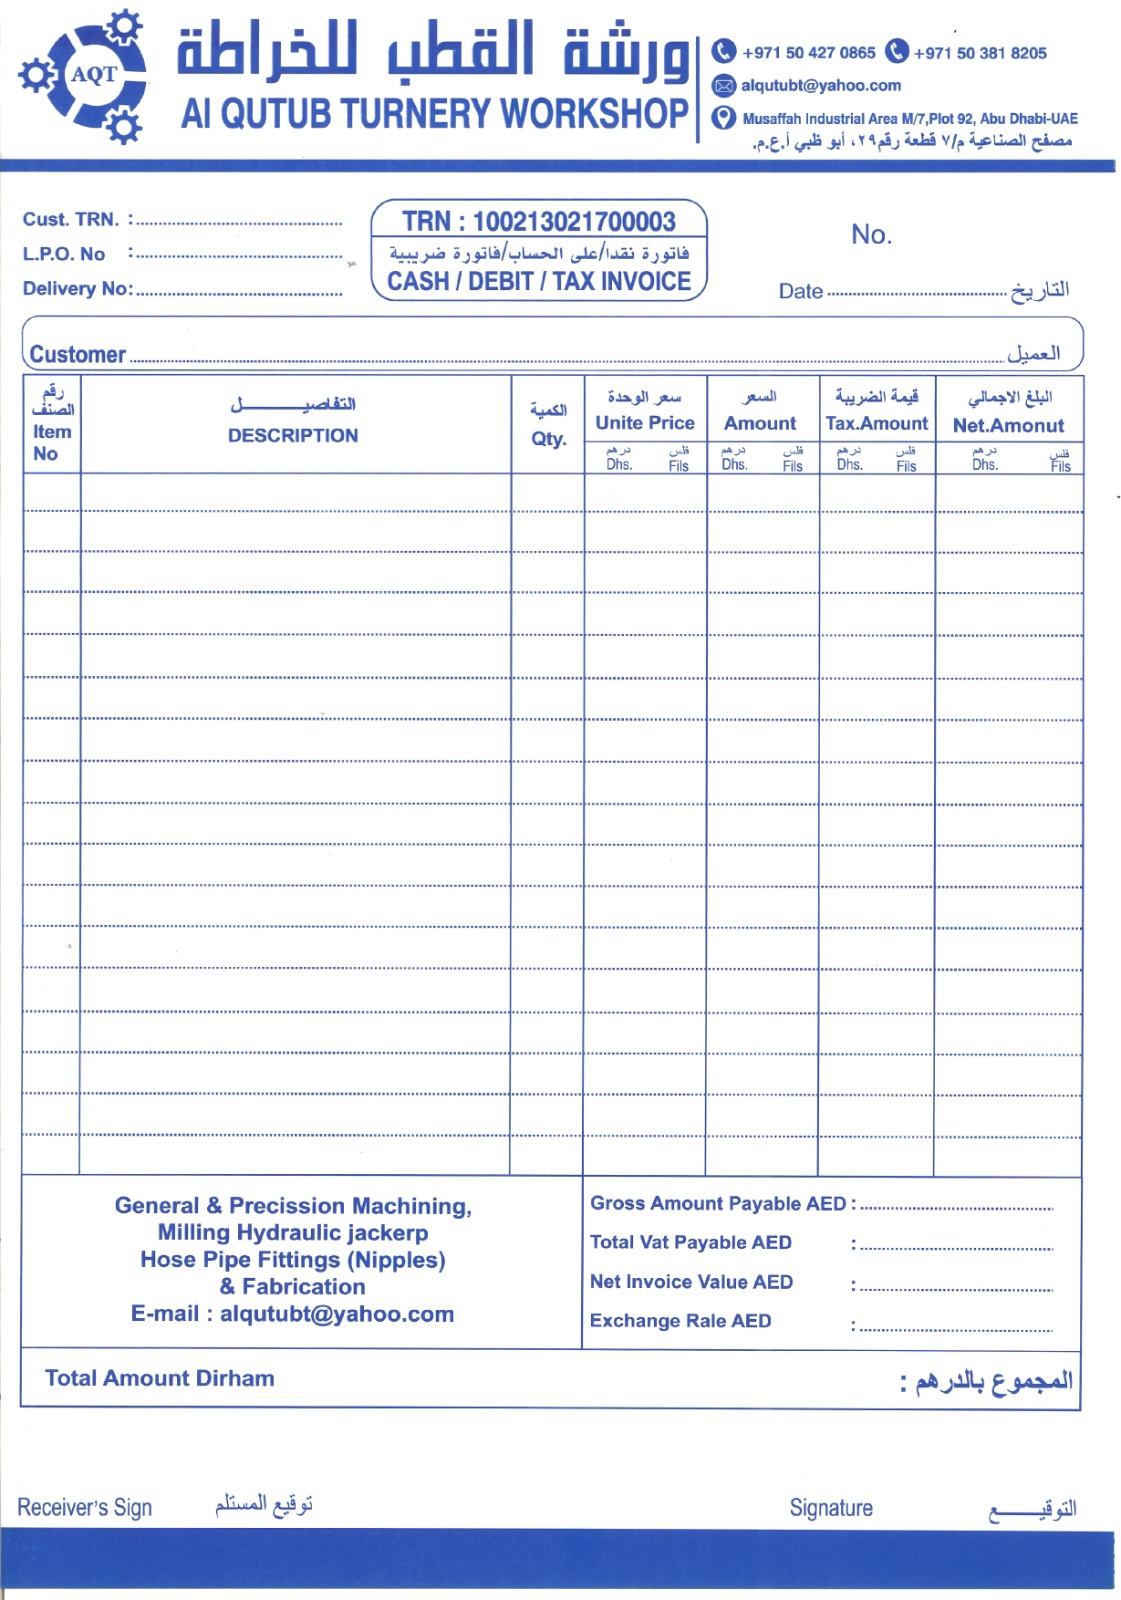 AQT
ورشة القطب للخراطة
Al QUTUB TURNERY WORKSHOP
+971 50 427 0865 +971 50 381 8205
alqutubt@yahoo.com
Musaffah Industrial Area M/7,Plot 92, Abu Dhabi-UAE
مصفح الصناعية م/٧ قطعة رقم ٢٩، أبو ظبي أ.ع.م.
Cust. TRN. :
L.P.O. No :
Delivery No:
TRN : 100213021700003
فاتورة نقدا/على الحساب/فاتورة ضريبية
CASH / DEBIT / TAX INVOICE
No.
Date التاريخ
Customer العميل
رقم الصنف Item No
التفاصيـــــــل DESCRIPTION
الكمية Qty.
سعر الوحدة Unite Price
السعر Amount
قيمة الضريبة Tax.Amount
البلغ الاجمالي Net.Amonut
درهم فلس درهم فلس درهم فلس درهم فلس
Dhs. Fils Dhs. Fils Dhs. Fils Dhs. Fils
General & Precission Machining,
Milling Hydraulic jackerp
Hose Pipe Fittings (Nipples)
& Fabrication
E-mail : alqutubt@yahoo.com
Gross Amount Payable AED :
Total Vat Payable AED :
Net Invoice Value AED :
Exchange Rale AED :
Total Amount Dirham المجموع بالدرهم :
Receiver's Sign توقيع المستلم Signature التوقيـــــع